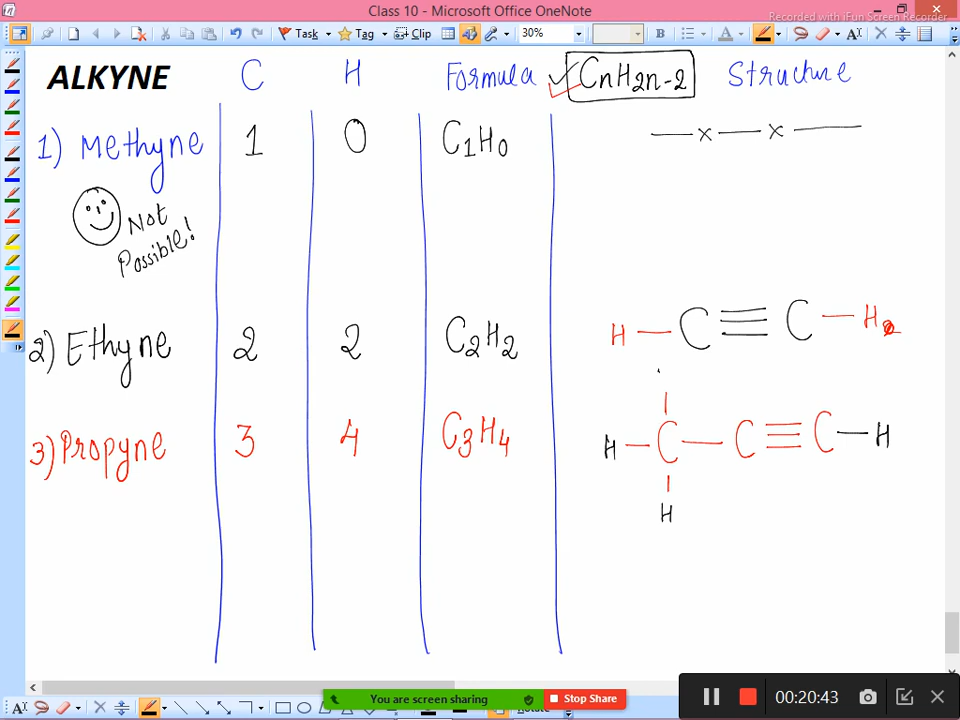 Class 10 - Microsoft Office OneNote
Recorded with iFun Screen Recorder
Task Tag Clip 30% B A
ALKYNE C H Formula CnH2n-2 Structure
1) Methyne 1 0 C1H0 x x
Not
Possible!
2) Ethyne 2 2 C2H2 H C≡C H
3) Propyne 3 4 C3H4 H C C≡C H
H
You are screen sharing Stop Share
Rotate
00:20:43